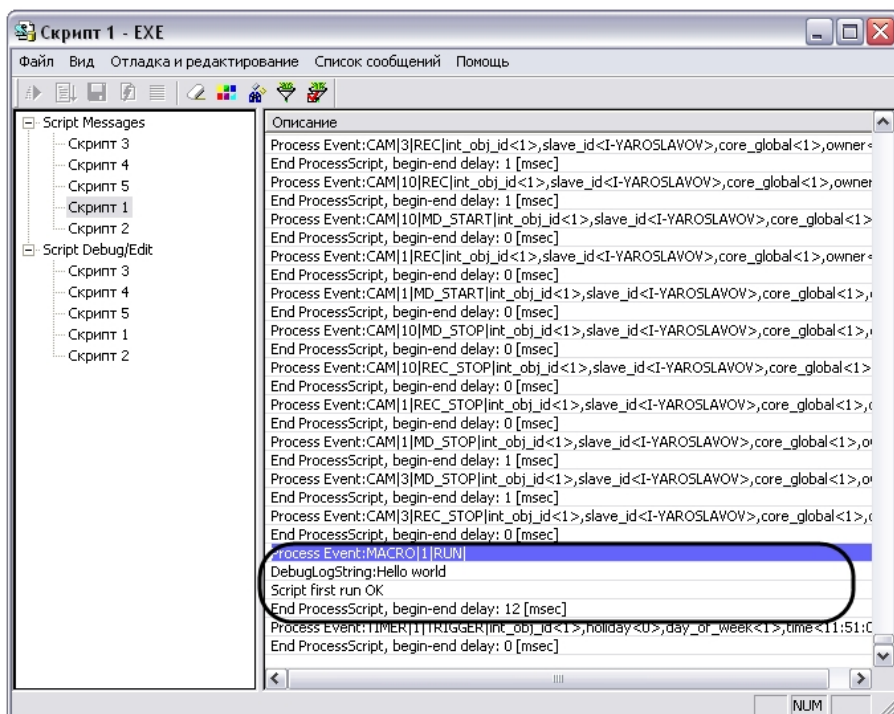 Скрипт 1 - EXE
Файл Вид Отладка и редактирование Список сообщений Помощь
Script Messages
Скрипт 3
Скрипт 4
Скрипт 5
Скрипт 1
Скрипт 2
Script Debug/Edit
Скрипт 3
Скрипт 4
Скрипт 5
Скрипт 1
Скрипт 2
Описание
Process Event:CAM|3|REC|int_obj_id<1>,slave_id<I-YAROSLAVOV>,core_global<1>,owner<
End ProcessScript, begin-end delay: 1 [msec]
Process Event:CAM|10|REC|int_obj_id<1>,slave_id<I-YAROSLAVOV>,core_global<1>,owner
End ProcessScript, begin-end delay: 1 [msec]
Process Event:CAM|10|MD_START|int_obj_id<1>,slave_id<I-YAROSLAVOV>,core_global<1>
End ProcessScript, begin-end delay: 0 [msec]
Process Event:CAM|1|REC|int_obj_id<1>,slave_id<I-YAROSLAVOV>,core_global<1>,owner<
End ProcessScript, begin-end delay: 0 [msec]
Process Event:CAM|1|MD_START|int_obj_id<1>,slave_id<I-YAROSLAVOV>,core_global<1>,
End ProcessScript, begin-end delay: 0 [msec]
Process Event:CAM|10|MD_STOP|int_obj_id<1>,slave_id<I-YAROSLAVOV>,core_global<1>,
End ProcessScript, begin-end delay: 0 [msec]
Process Event:CAM|10|REC_STOP|int_obj_id<1>,slave_id<I-YAROSLAVOV>,core_global<1>
End ProcessScript, begin-end delay: 0 [msec]
Process Event:CAM|1|REC_STOP|int_obj_id<1>,slave_id<I-YAROSLAVOV>,core_global<1>,
End ProcessScript, begin-end delay: 0 [msec]
Process Event:CAM|1|MD_STOP|int_obj_id<1>,slave_id<I-YAROSLAVOV>,core_global<1>,o
End ProcessScript, begin-end delay: 1 [msec]
Process Event:CAM|3|MD_STOP|int_obj_id<1>,slave_id<I-YAROSLAVOV>,core_global<1>,o
End ProcessScript, begin-end delay: 1 [msec]
Process Event:CAM|3|REC_STOP|int_obj_id<1>,slave_id<I-YAROSLAVOV>,core_global<1>,
End ProcessScript, begin-end delay: 0 [msec]
Process Event:MACRO|1|RUN|
DebugLogString:Hello world
Script first run OK
End ProcessScript, begin-end delay: 12 [msec]
Process Event:TIMER|1|TRIGGER|int_obj_id<1>,holiday<0>,day_of_week<1>,time<11:51:0
End ProcessScript, begin-end delay: 0 [msec]
NUM